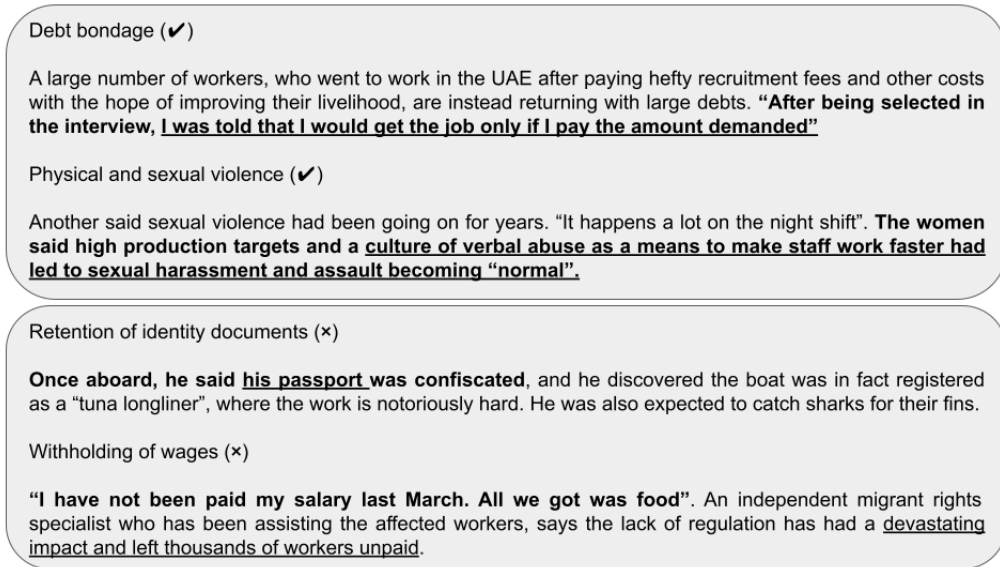 Debt bondage (✔)
A large number of workers, who went to work in the UAE after paying hefty recruitment fees and other costs
with the hope of improving their livelihood, are instead returning with large debts. “After being selected in
the interview, I was told that I would get the job only if I pay the amount demanded”
Physical and sexual violence (✔)
Another said sexual violence had been going on for years. “It happens a lot on the night shift”. The women
said high production targets and a culture of verbal abuse as a means to make staff work faster had
led to sexual harassment and assault becoming “normal”.
Retention of identity documents (×)
Once aboard, he said his passport was confiscated, and he discovered the boat was in fact registered
as a “tuna longliner”, where the work is notoriously hard. He was also expected to catch sharks for their fins.
Withholding of wages (×)
“I have not been paid my salary last March. All we got was food”. An independent migrant rights
specialist who has been assisting the affected workers, says the lack of regulation has had a devastating
impact and left thousands of workers unpaid.